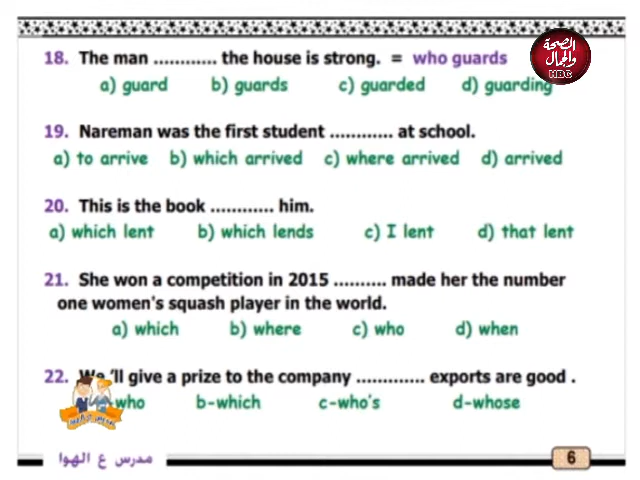 الصحة
والجمال
HBC
18. The man ............ the house is strong. = who guards
a) guard b) guards c) guarded d) guarding
19. Nareman was the first student ............ at school.
a) to arrive b) which arrived c) where arrived d) arrived
20. This is the book ............ him.
a) which lent b) which lends c) I lent d) that lent
21. She won a competition in 2015 .......... made her the number
one women's squash player in the world.
a) which b) where c) who d) when
22. We 'll give a prize to the company ............. exports are good .
who b-which c-who's d-whose
مدرس ع الهوا
6